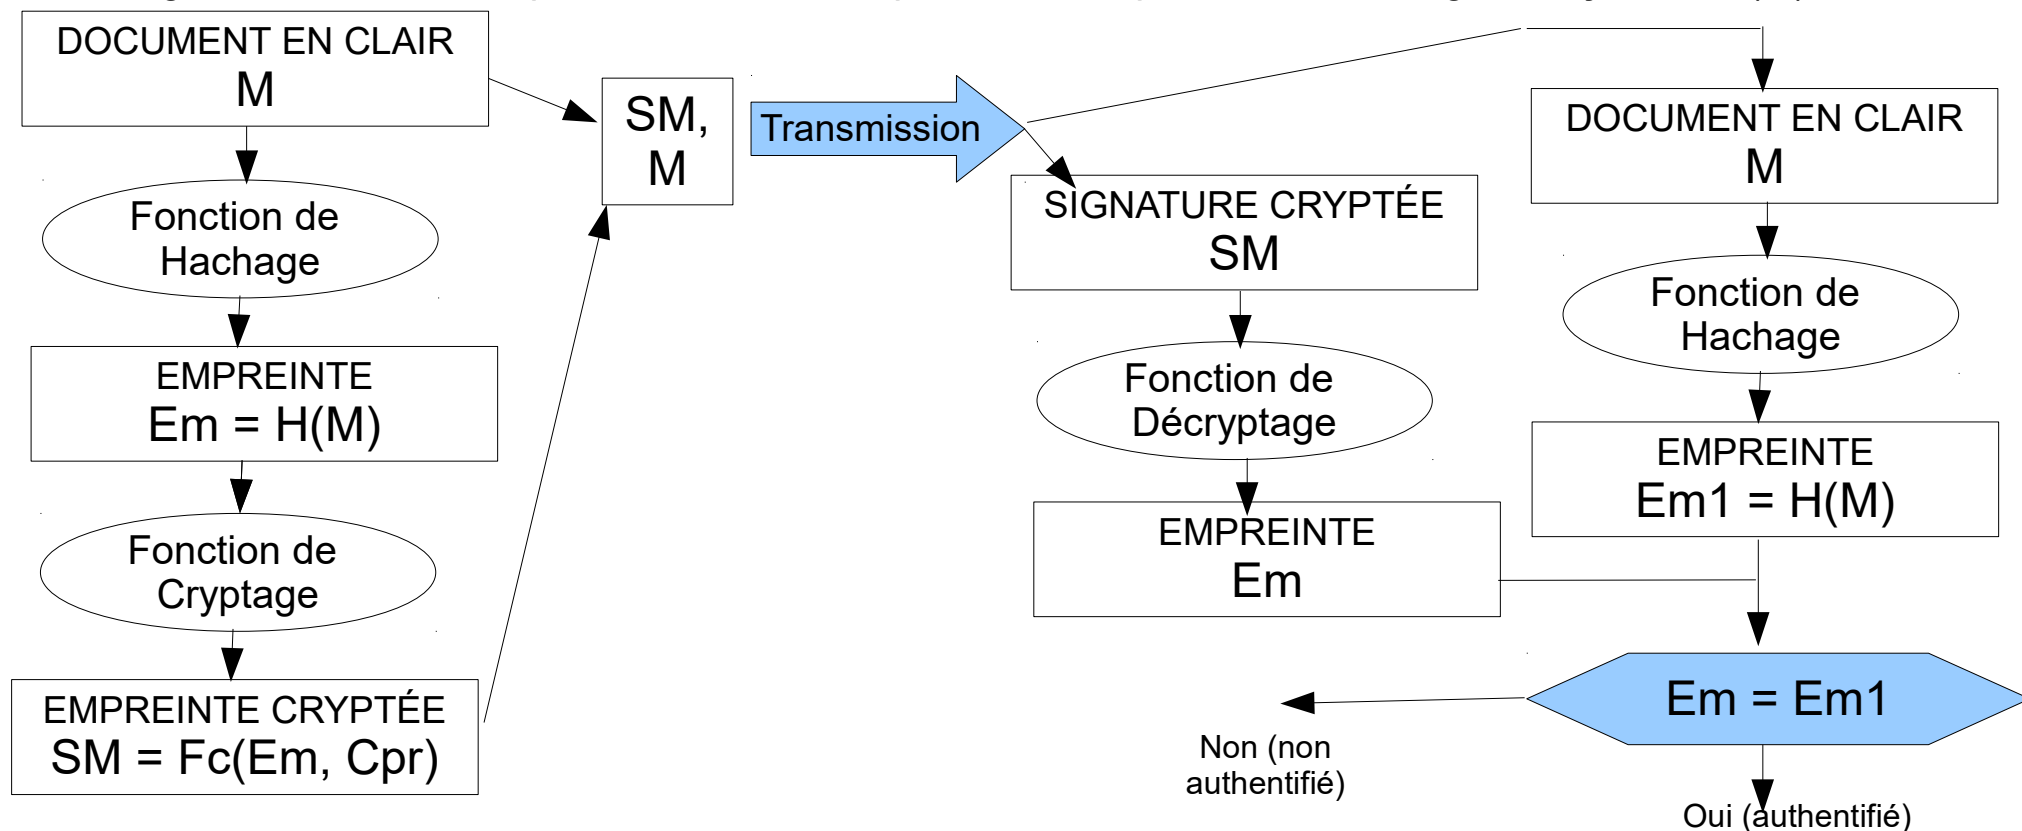 DOCUMENT EN CLAIR
M
Fonction de
Hachage
EMPREINTE
Em = H(M)
Fonction de
Cryptage
EMPREINTE CRYPTÉE
SM = Fc(Em, Cpr)
SM,
M
Transmission
SIGNATURE CRYPTÉE
SM
Fonction de
Décryptage
EMPREINTE
Em
DOCUMENT EN CLAIR
M
Fonction de
Hachage
EMPREINTE
Em1 = H(M)
Em = Em1
Non (non
authentifié)
Oui (authentifié)